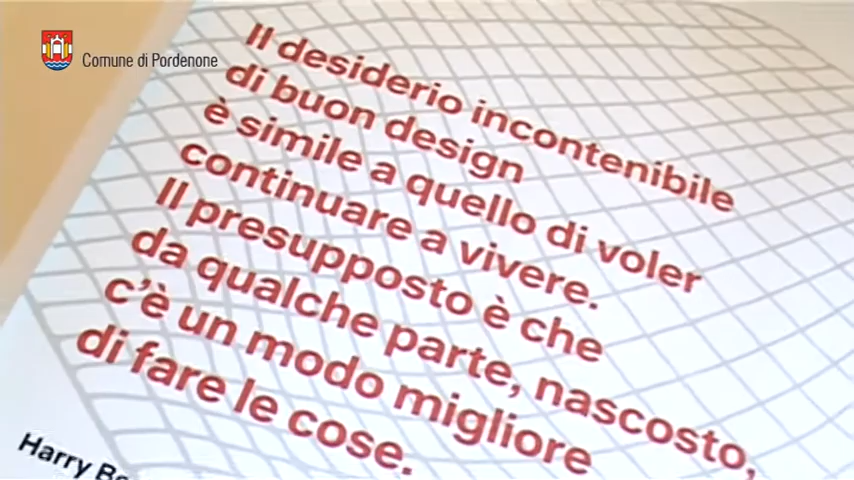 Comune di Pordenone
Il desiderio incontenibile
di buon design
è simile a quello di voler
continuare a vivere.
Il presupposto è che
da qualche parte, nascosto,
c'è un modo migliore
di fare le cose.
Harry